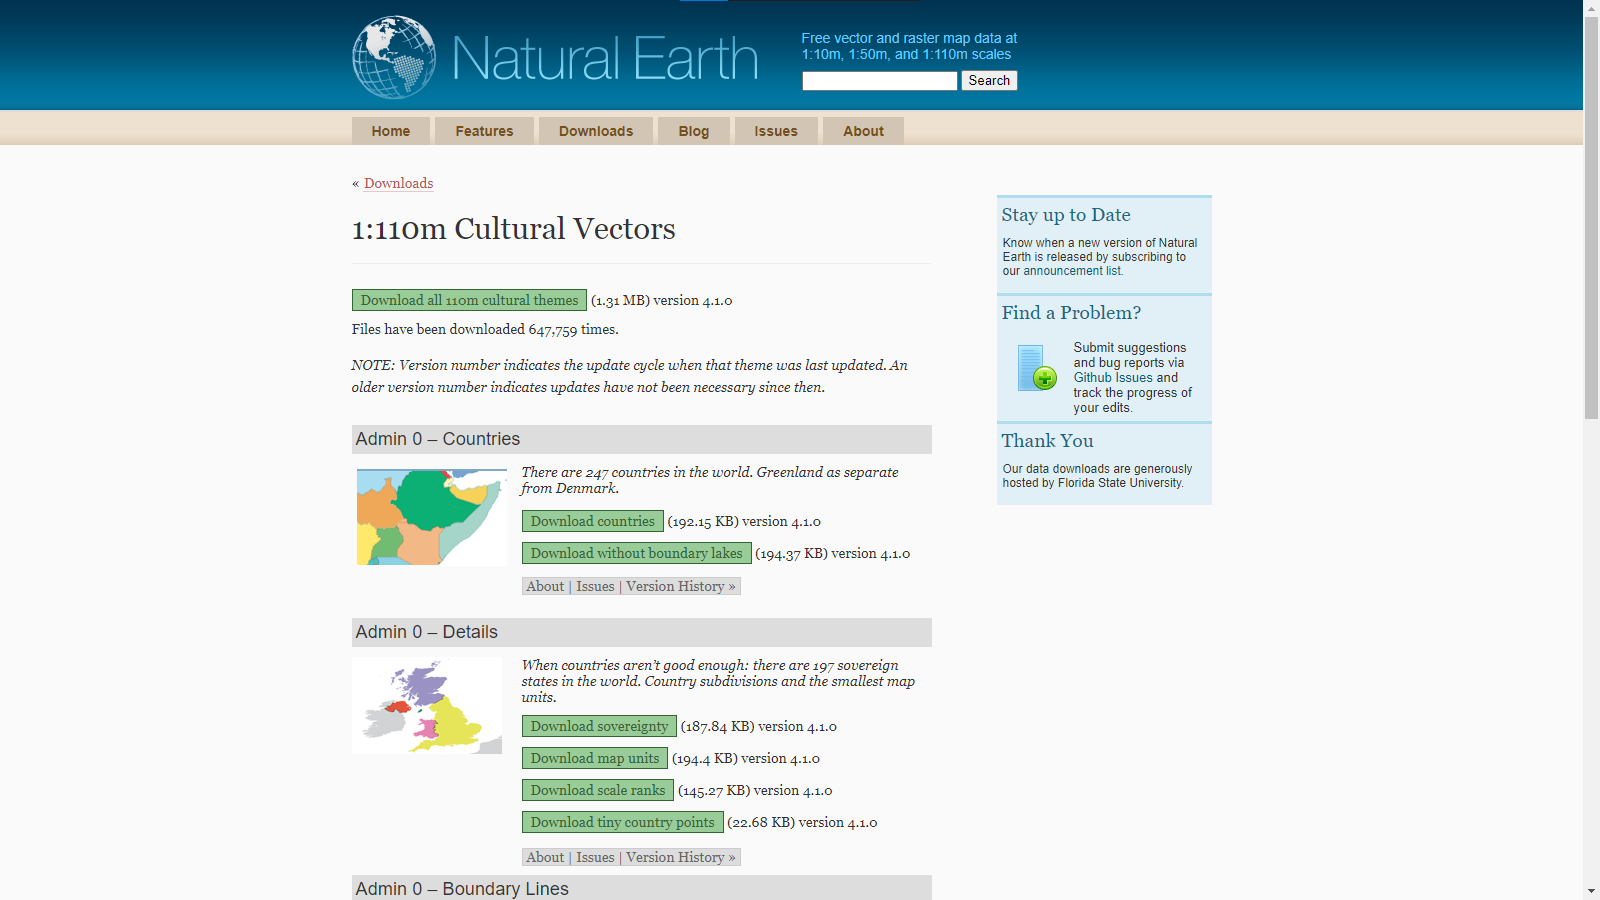 Natural Earth
Free vector and raster map data at
1:10m, 1:50m, and 1:110m scales
Search
Home
Features
Downloads
Blog
Issues
About
« Downloads
1:110m Cultural Vectors
Download all 110m cultural themes (1.31 MB) version 4.1.0
Files have been downloaded 647,759 times.
NOTE: Version number indicates the update cycle when that theme was last updated. An
older version number indicates updates have not been necessary since then.
Admin 0 – Countries
There are 247 countries in the world. Greenland as separate
from Denmark.
Download countries (192.15 KB) version 4.1.0
Download without boundary lakes (194.37 KB) version 4.1.0
About | Issues | Version History »
Admin 0 – Details
When countries aren’t good enough: there are 197 sovereign
states in the world. Country subdivisions and the smallest map
units.
Download sovereignty (187.84 KB) version 4.1.0
Download map units (194.4 KB) version 4.1.0
Download scale ranks (145.27 KB) version 4.1.0
Download tiny country points (22.68 KB) version 4.1.0
About | Issues | Version History »
Admin 0 – Boundary Lines
Stay up to Date
Know when a new version of Natural
Earth is released by subscribing to
our announcement list.
Find a Problem?
Submit suggestions
and bug reports via
Github Issues and
track the progress of
your edits.
Thank You
Our data downloads are generously
hosted by Florida State University.